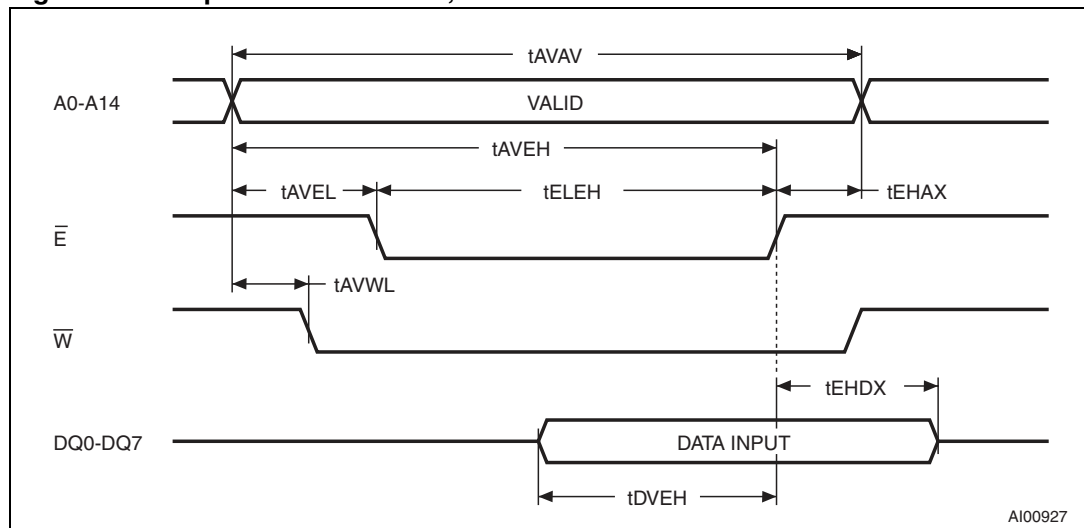 tAVAV
A0-A14
VALID
tAVEH
tAVEL
tELEH
tEHAX
E̅
tAVWL
W̅
tEHDX
DQ0-DQ7
DATA INPUT
tDVEH
AI00927